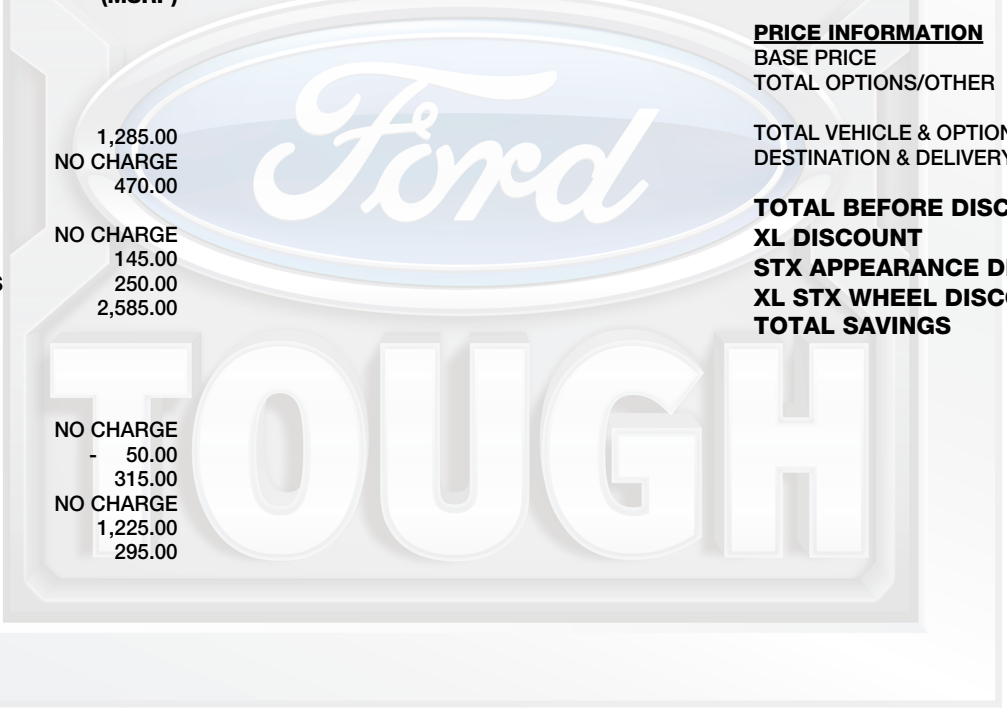 (MSRP)
1,285.00
NO CHARGE
470.00
NO CHARGE
145.00
S 250.00
2,585.00
NO CHARGE
- 50.00
315.00
NO CHARGE
1,225.00
295.00
PRICE INFORMATION
BASE PRICE
TOTAL OPTIONS/OTHER
TOTAL VEHICLE & OPTION
DESTINATION & DELIVERY
TOTAL BEFORE DISC
XL DISCOUNT
STX APPEARANCE DI
XL STX WHEEL DISCO
TOTAL SAVINGS
Ford
TOUGH